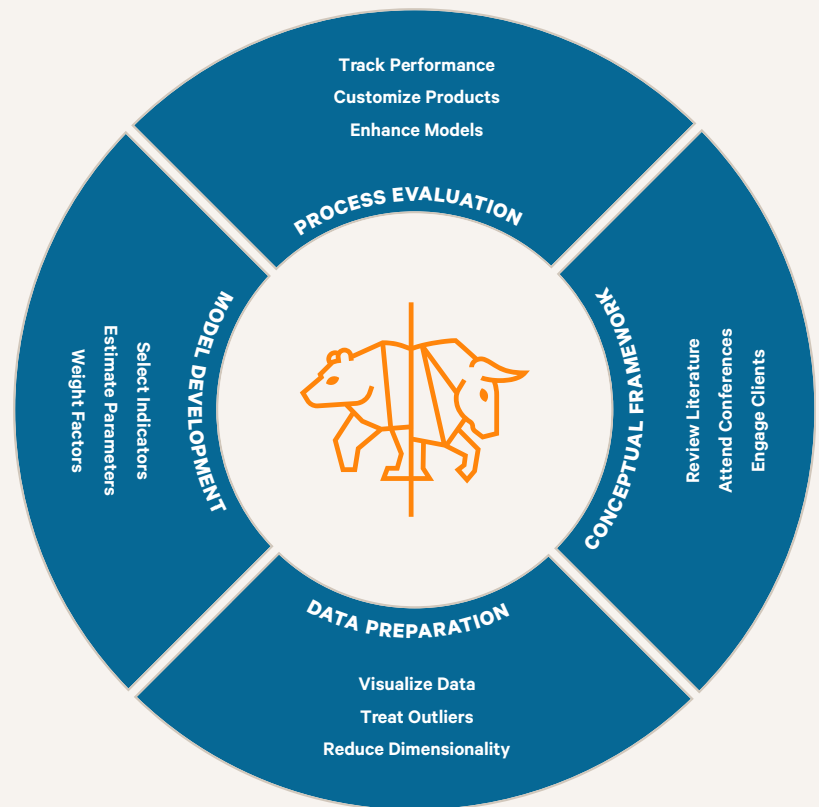 Track Performance
Customize Products
Enhance Models
PROCESS EVALUATION
CONCEPTUAL FRAMEWORK
Review Literature
Attend Conferences
Engage Clients
DATA PREPARATION
Visualize Data
Treat Outliers
Reduce Dimensionality
MODEL DEVELOPMENT
Select Indicators
Estimate Parameters
Weight Factors